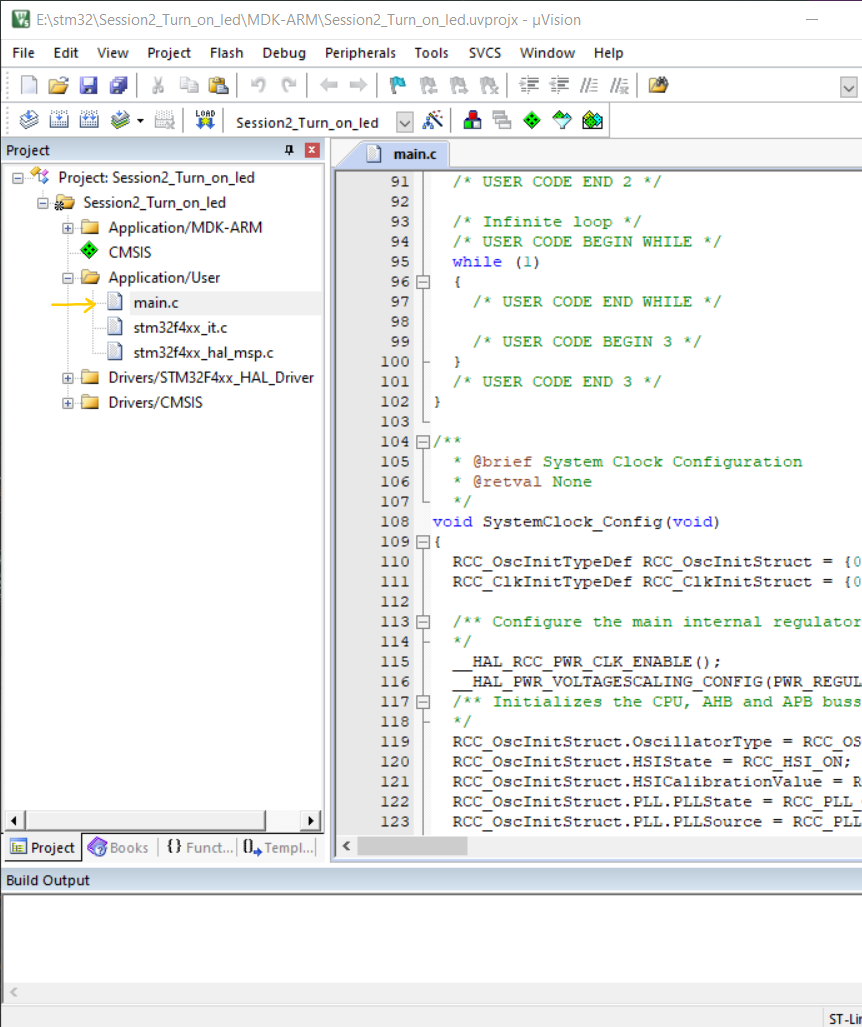 E:\stm32\Session2_Turn_on_led\MDK-ARM\Session2_Turn_on_led.uvprojx - µVision
File Edit View Project Flash Debug Peripherals Tools SVCS Window Help
LOAD Session2_Turn_on_led
Project
Project: Session2_Turn_on_led
Session2_Turn_on_led
Application/MDK-ARM
CMSIS
Application/User
main.c
stm32f4xx_it.c
stm32f4xx_hal_msp.c
Drivers/STM32F4xx_HAL_Driver
Drivers/CMSIS
Project Books {} Funct... Templ...
main.c
91 /* USER CODE END 2 */
92
93 /* Infinite loop */
94 /* USER CODE BEGIN WHILE */
95 while (1)
96 {
97 /* USER CODE END WHILE */
98
99 /* USER CODE BEGIN 3 */
100 }
101 /* USER CODE END 3 */
102 }
103
104 /**
105 * @brief System Clock Configuration
106 * @retval None
107 */
108 void SystemClock_Config(void)
109 {
110 RCC_OscInitTypeDef RCC_OscInitStruct = {0
111 RCC_ClkInitTypeDef RCC_ClkInitStruct = {0
112
113 /** Configure the main internal regulator
114 */
115 __HAL_RCC_PWR_CLK_ENABLE();
116 __HAL_PWR_VOLTAGESCALING_CONFIG(PWR_REGUL
117 /** Initializes the CPU, AHB and APB buss
118 */
119 RCC_OscInitStruct.OscillatorType = RCC_OS
120 RCC_OscInitStruct.HSIState = RCC_HSI_ON;
121 RCC_OscInitStruct.HSICalibrationValue = R
122 RCC_OscInitStruct.PLL.PLLState = RCC_PLL_
123 RCC_OscInitStruct.PLL.PLLSource = RCC_PLL
Build Output
ST-Lin